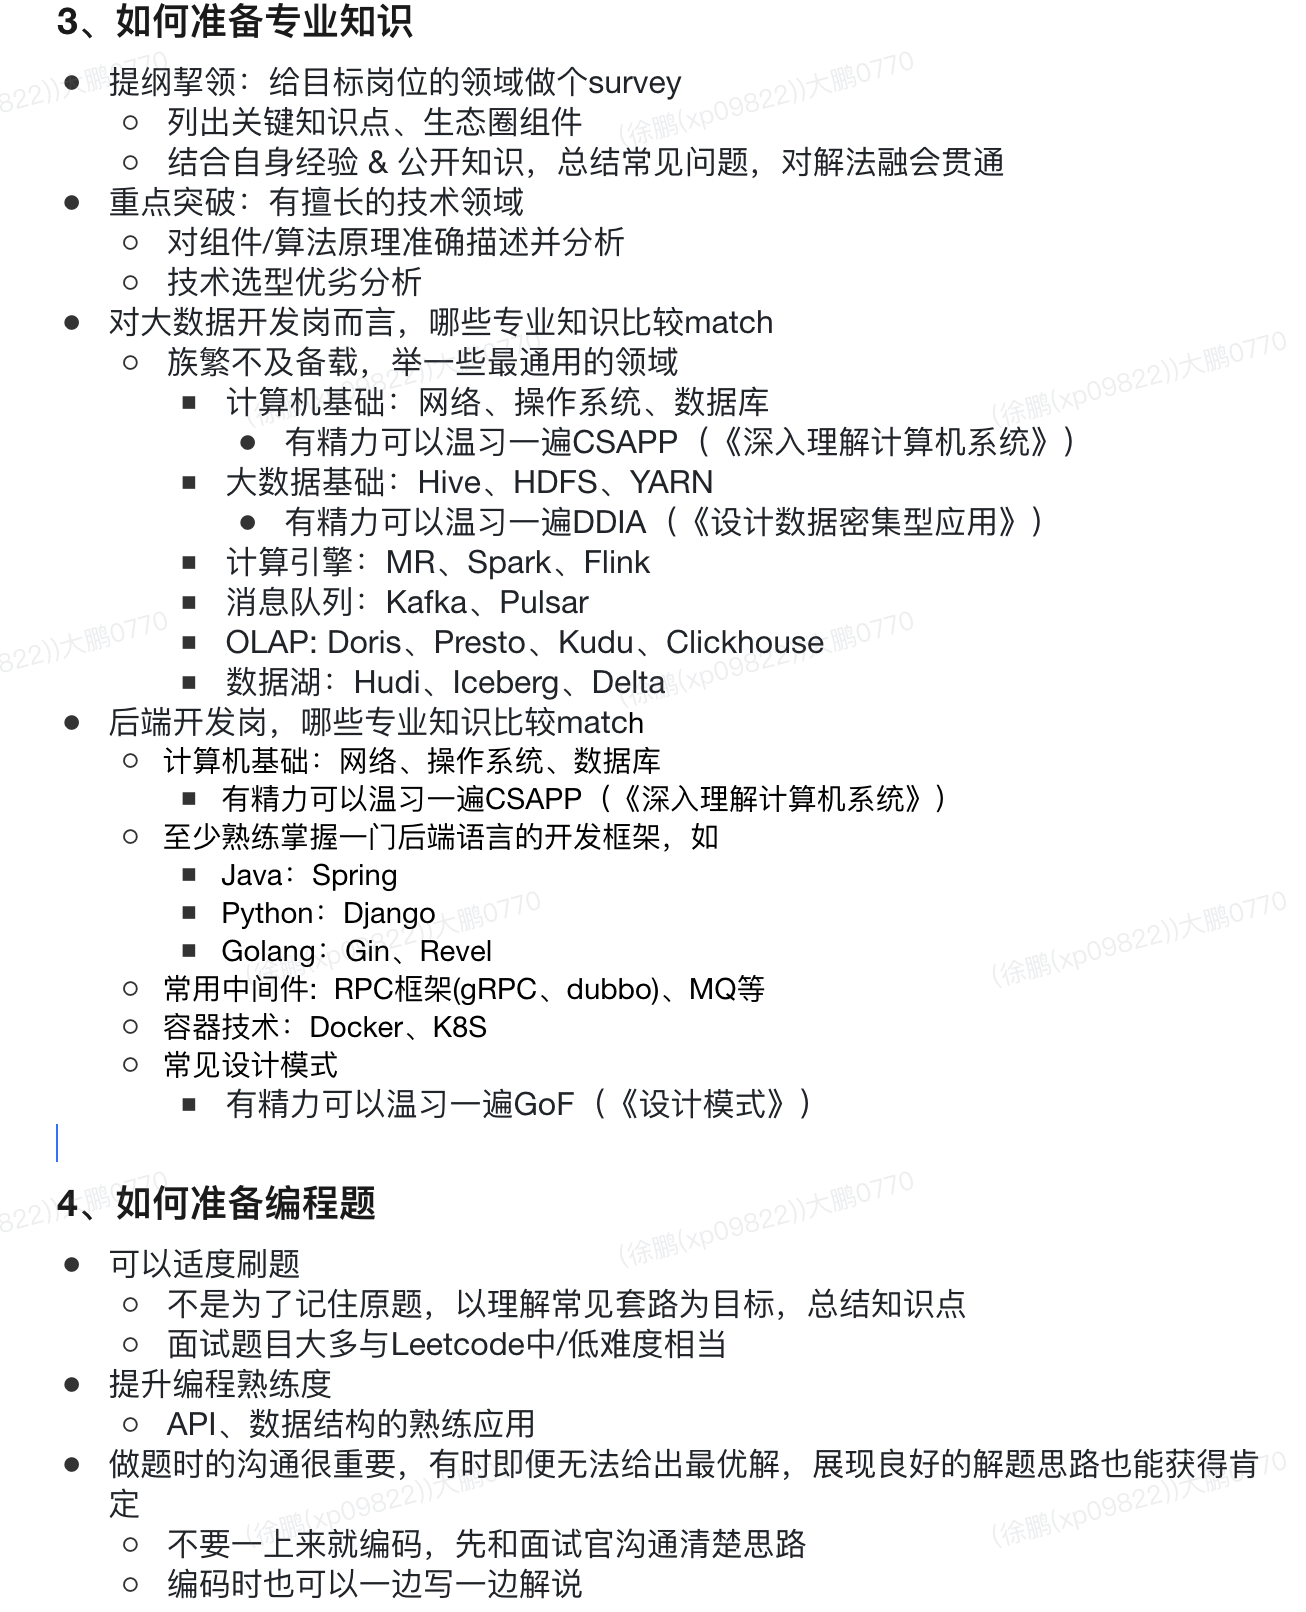 3、如何准备专业知识
提纲挈领：给目标岗位的领域做个survey
列出关键知识点、生态圈组件
结合自身经验 & 公开知识，总结常见问题，对解法融会贯通
重点突破：有擅长的技术领域
对组件/算法原理准确描述并分析
技术选型优劣分析
对大数据开发岗而言，哪些专业知识比较match
族繁不及备载，举一些最通用的领域
计算机基础：网络、操作系统、数据库
有精力可以温习一遍CSAPP（《深入理解计算机系统》）
大数据基础：Hive、HDFS、YARN
有精力可以温习一遍DDIA（《设计数据密集型应用》）
计算引擎：MR、Spark、Flink
消息队列：Kafka、Pulsar
OLAP: Doris、Presto、Kudu、Clickhouse
数据湖：Hudi、Iceberg、Delta
后端开发岗，哪些专业知识比较match
计算机基础：网络、操作系统、数据库
有精力可以温习一遍CSAPP（《深入理解计算机系统》）
至少熟练掌握一门后端语言的开发框架，如
Java：Spring
Python：Django
Golang：Gin、Revel
常用中间件：RPC框架(gRPC、dubbo)、MQ等
容器技术：Docker、K8S
常见设计模式
有精力可以温习一遍GoF（《设计模式》）
4、如何准备编程题
可以适度刷题
不是为了记住原题，以理解常见套路为目标，总结知识点
面试题目大多与Leetcode中/低难度相当
提升编程熟练度
API、数据结构的熟练应用
做题时的沟通很重要，有时即便无法给出最优解，展现良好的解题思路也能获得肯
定
不要一上来就编码，先和面试官沟通清楚思路
编码时也可以一边写一边解说
(徐鹏(xp09822))大鹏0770